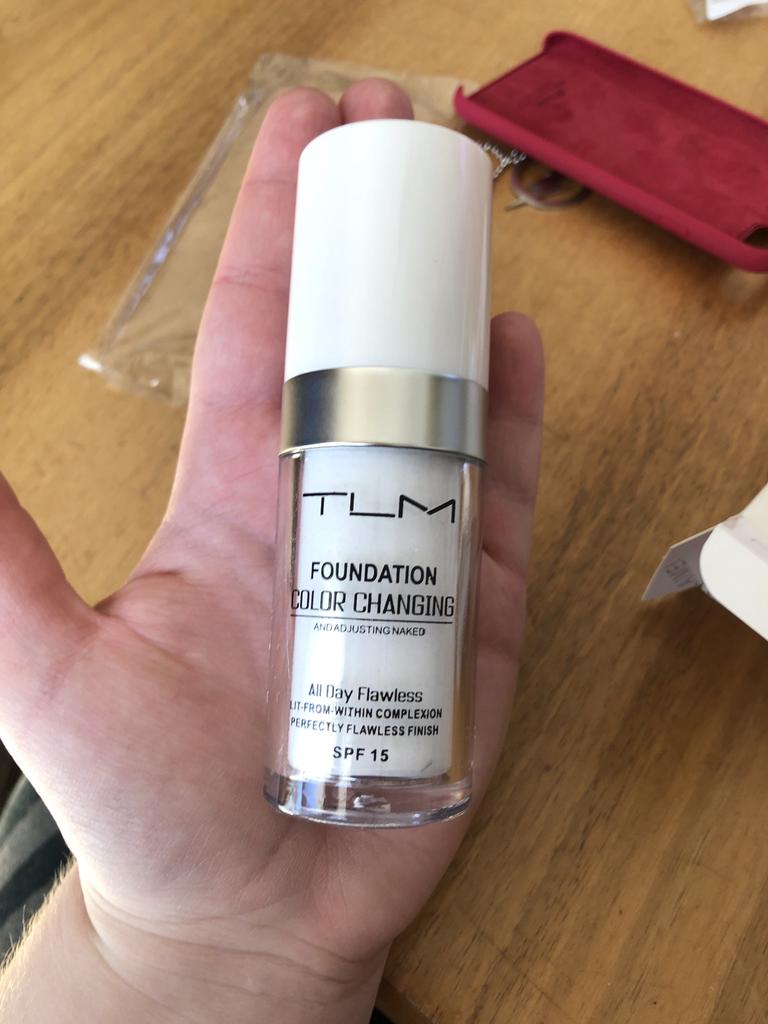 TLM
FOUNDATION
COLOR CHANGING
AND ADJUSTING NAKED
All Day Flawless
LIT-FROM-WITHIN COMPLEXION
PERFECTLY FLAWLESS FINISH
SPF 15